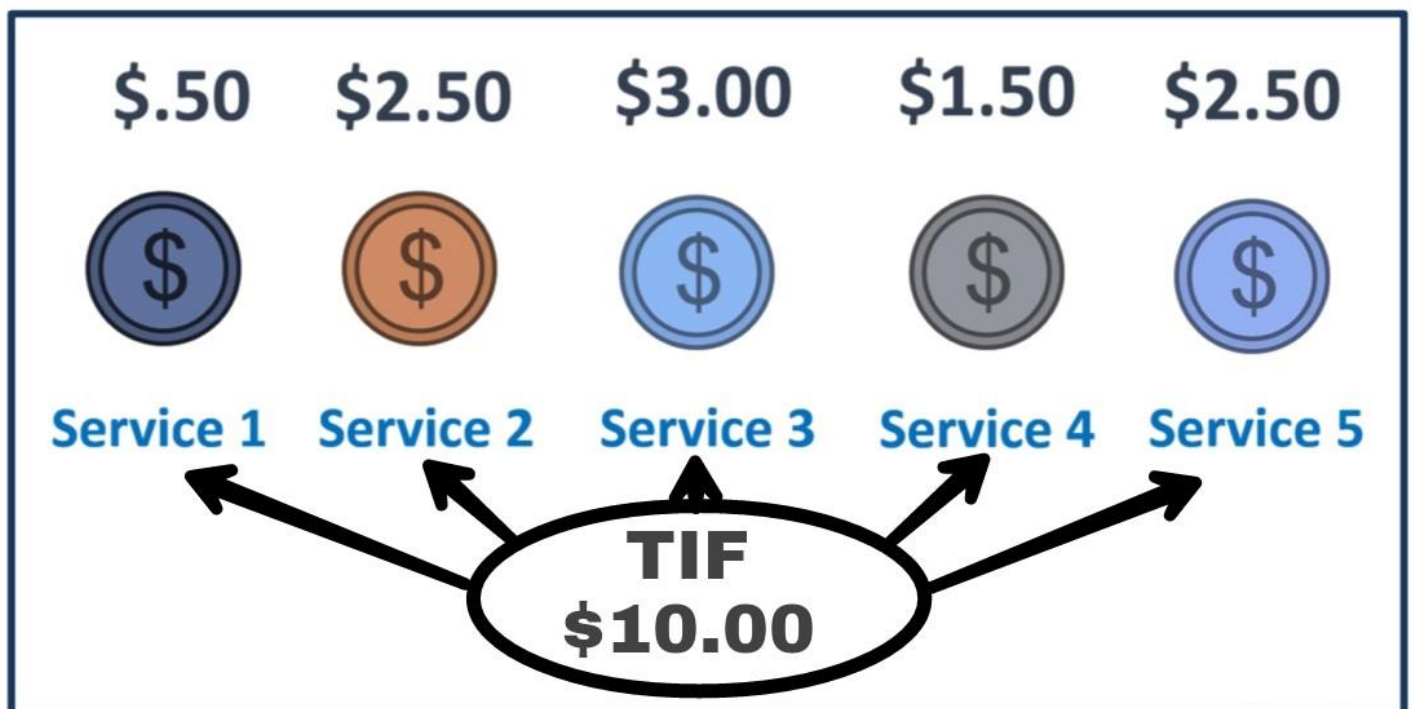 $.50 $2.50 $3.00 $1.50 $2.50
$ $ $ $ $
Service 1 Service 2 Service 3 Service 4 Service 5
TIF
$10.00